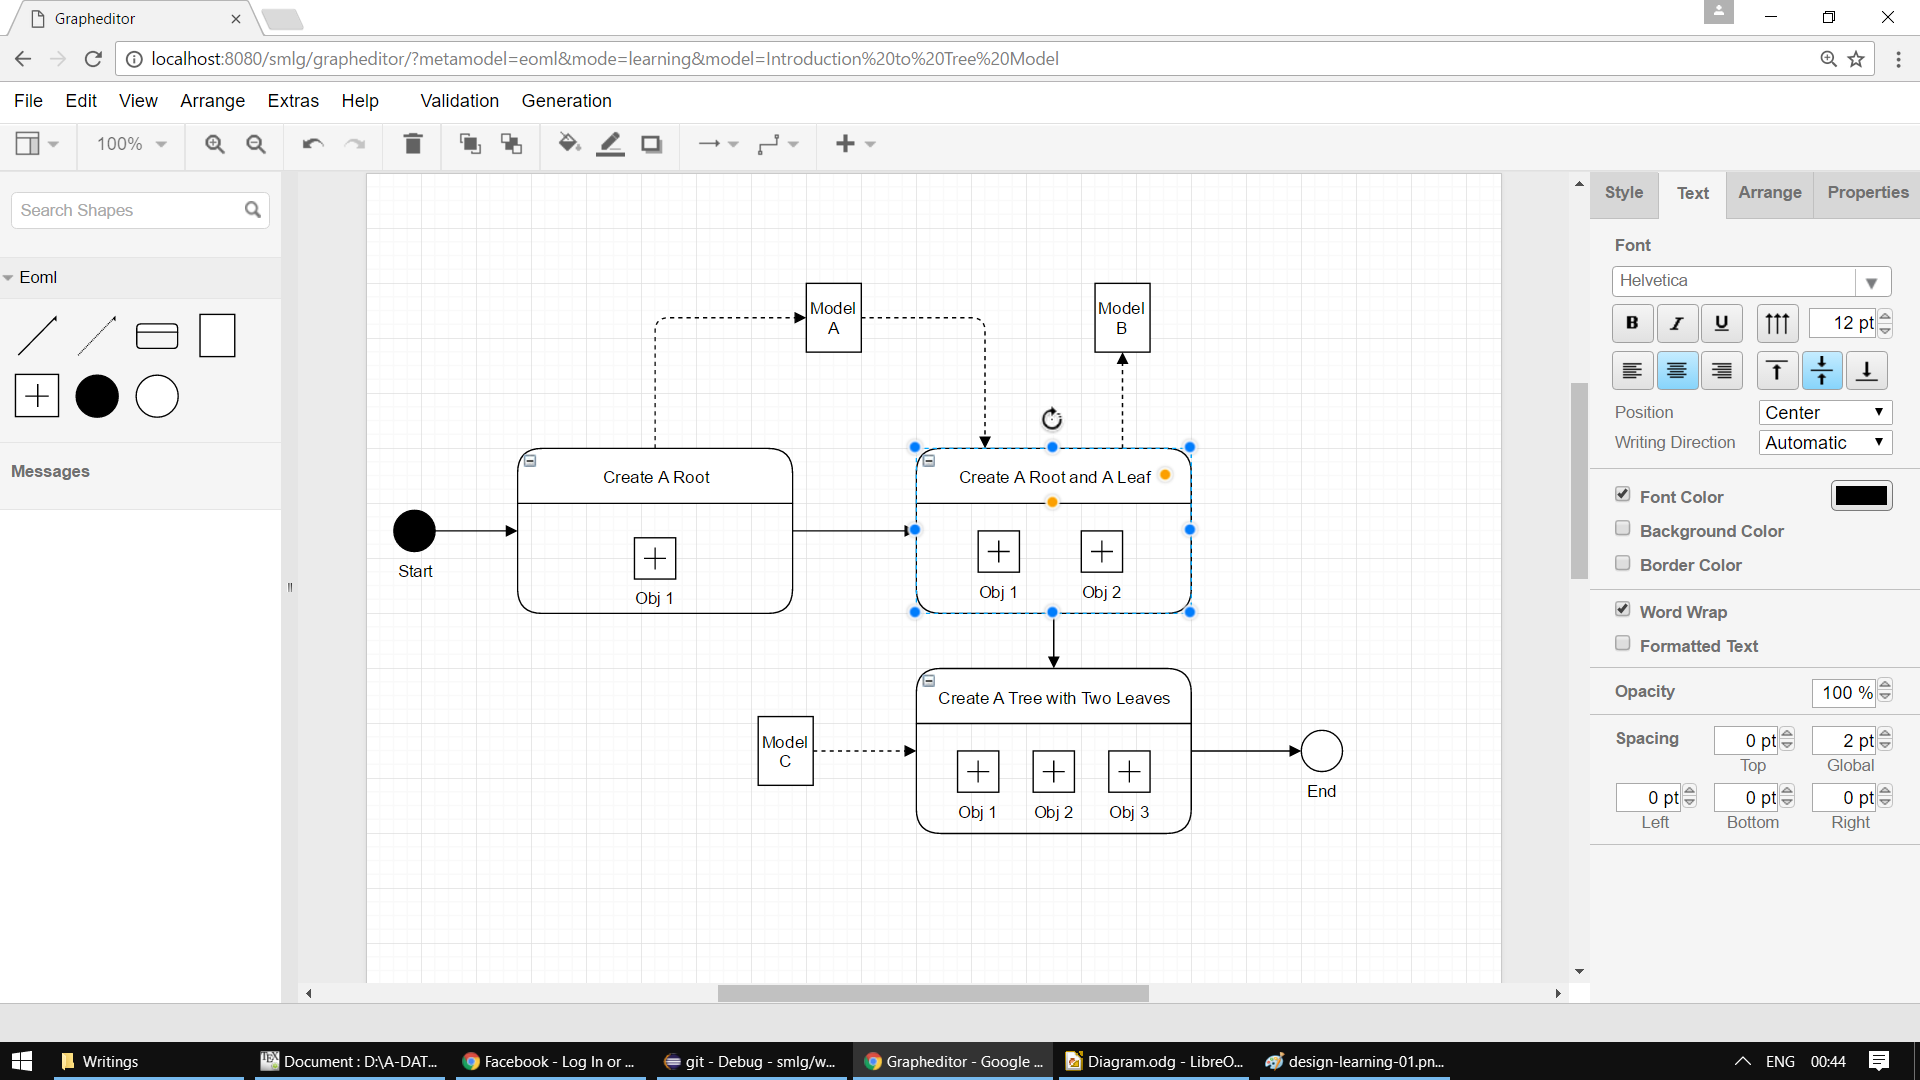 Grapheditor
localhost:8080/smlg/grapheditor/?metamodel=eoml&mode=learning&model=Introduction%20to%20Tree%20Model
File Edit View Arrange Extras Help Validation Generation
100%
Search Shapes
Eoml
Messages
Model
A
Model
B
Create A Root
Obj 1
Start
Create A Root and A Leaf
Obj 1
Obj 2
Create A Tree with Two Leaves
Obj 1
Obj 2
Obj 3
Model
C
End
Style Text Arrange Properties
Font
Helvetica
B I U 12 pt
Position Center
Writing Direction Automatic
Font Color
Background Color
Border Color
Word Wrap
Formatted Text
Opacity 100 %
Spacing 0 pt 2 pt
Top Global
0 pt 0 pt 0 pt
Left Bottom Right
Writings
TEX
Document : D:\A-DAT...
Facebook - Log In or ...
git - Debug - smlg/w...
Grapheditor - Google ...
Diagram.odg - LibreO...
design-learning-01.pn...
ENG 00:44